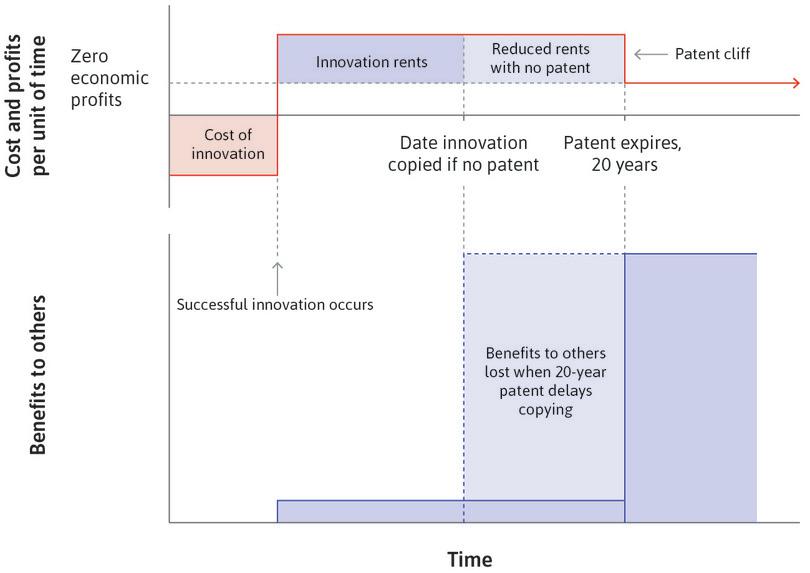 Cost and profits
per unit of time
Zero
economic
profits
Innovation rents
Reduced rents
with no patent
Patent cliff
Cost of
innovation
Date innovation
copied if no patent
Patent expires,
20 years
Successful innovation occurs
Benefits to others
Benefits to others
lost when 20-year
patent delays
copying
Time